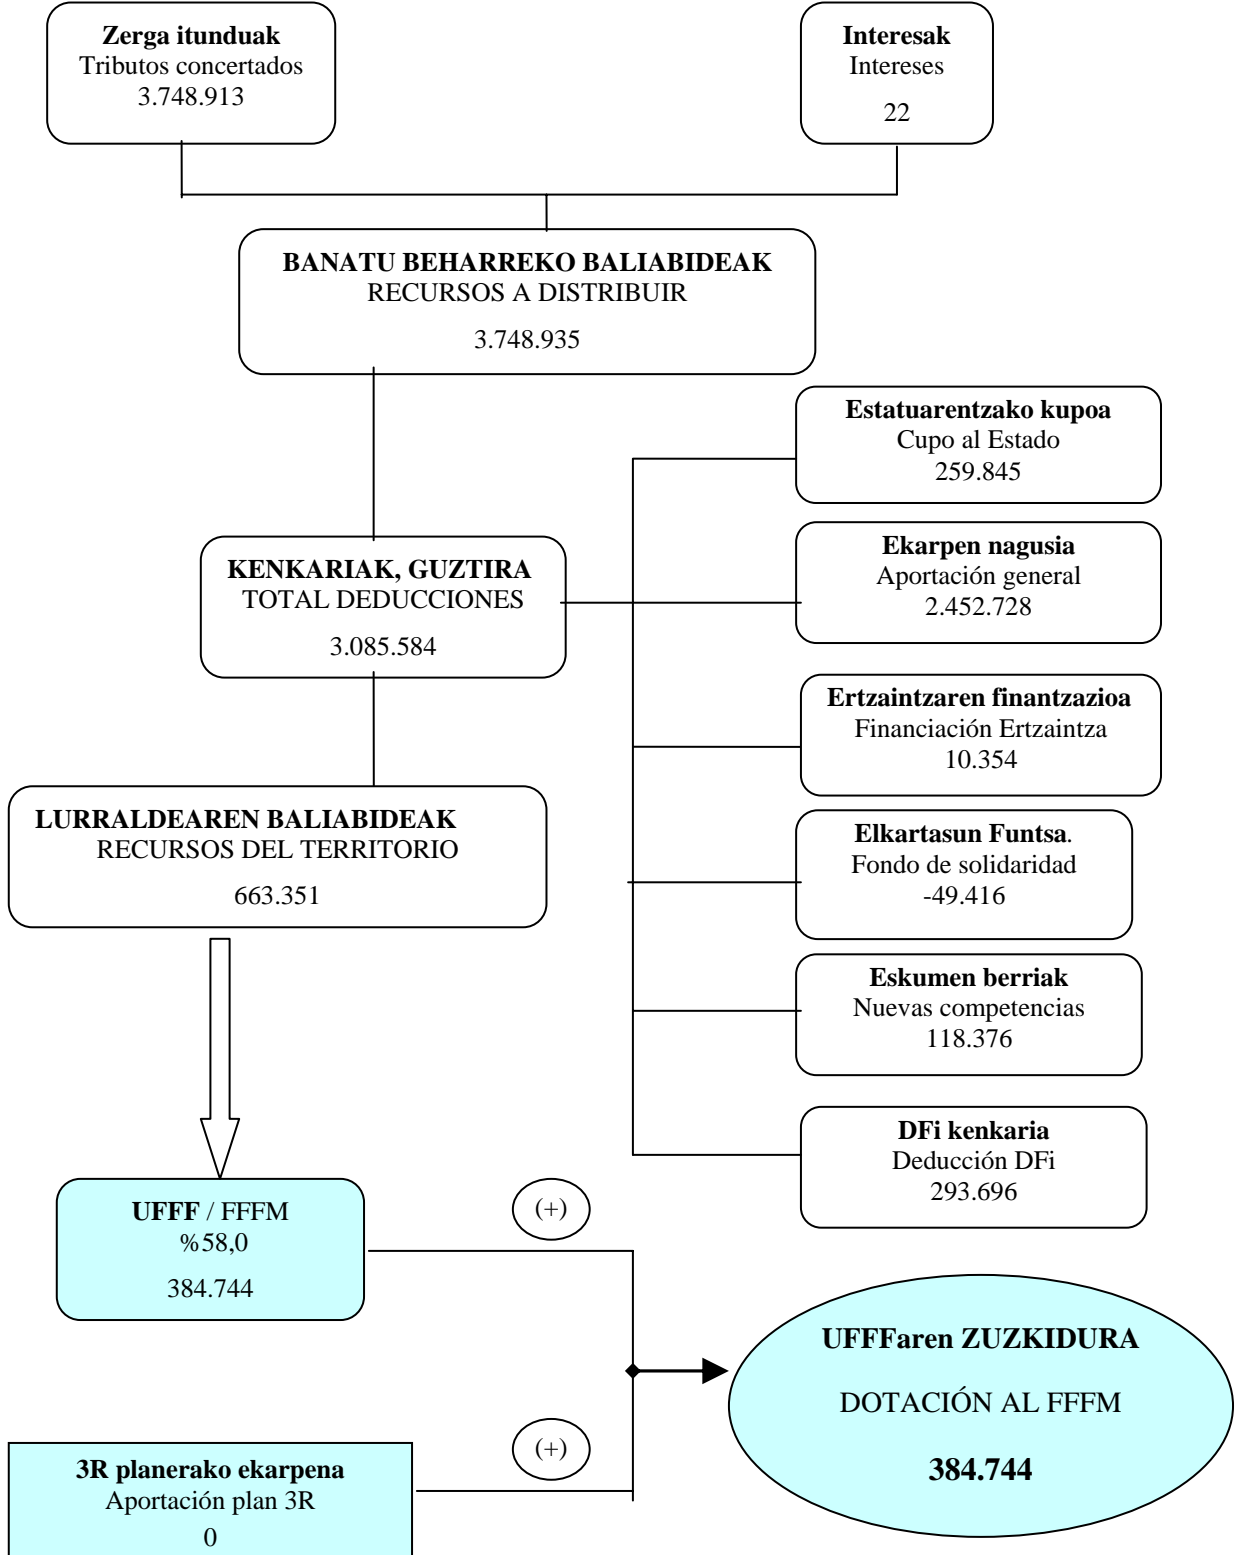 Zerga itunduak
Tributos concertados
3.748.913
Interesak
Intereses
22
BANATU BEHARREKO BALIABIDEAK
RECURSOS A DISTRIBUIR
3.748.935
Estatuarentzako kupoa
Cupo al Estado
259.845
Ekarpen nagusia
Aportación general
2.452.728
KENKARIAK, GUZTIRA
TOTAL DEDUCCIONES
3.085.584
Ertzaintzaren finantzazioa
Financiación Ertzaintza
10.354
LURRALDEAREN BALIABIDEAK
RECURSOS DEL TERRITORIO
663.351
Elkartasun Funtsa.
Fondo de solidaridad
-49.416
Eskumen berriak
Nuevas competencias
118.376
DFi kenkaria
Deducción DFi
293.696
UFFF / FFFM
%58,0
384.744
(+)
UFFFaren ZUZKIDURA
DOTACIÓN AL FFFM
384.744
(+)
3R planerako ekarpena
Aportación plan 3R
0